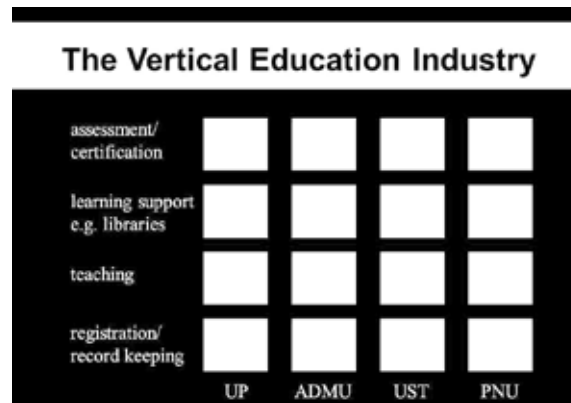 The Vertical Education Industry
assessment/
certification
learning support
e.g. libraries
teaching
registration/
record keeping
UP ADMU UST PNU